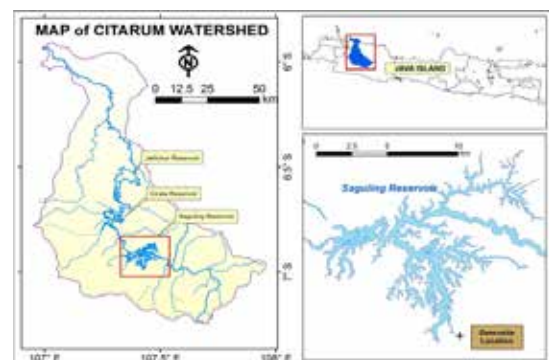 MAP of CITARUM WATERSHED
N
0 12.5 25 50
km
6°S
Jatiluhur Reservoir
6.5°S
Cirata Reservoir
Saguling Reservoir
7°S
107° E
107.5° E
108° E
JAVA ISLAND
0 2.5 5 10
km
Saguling Reservoir
Location